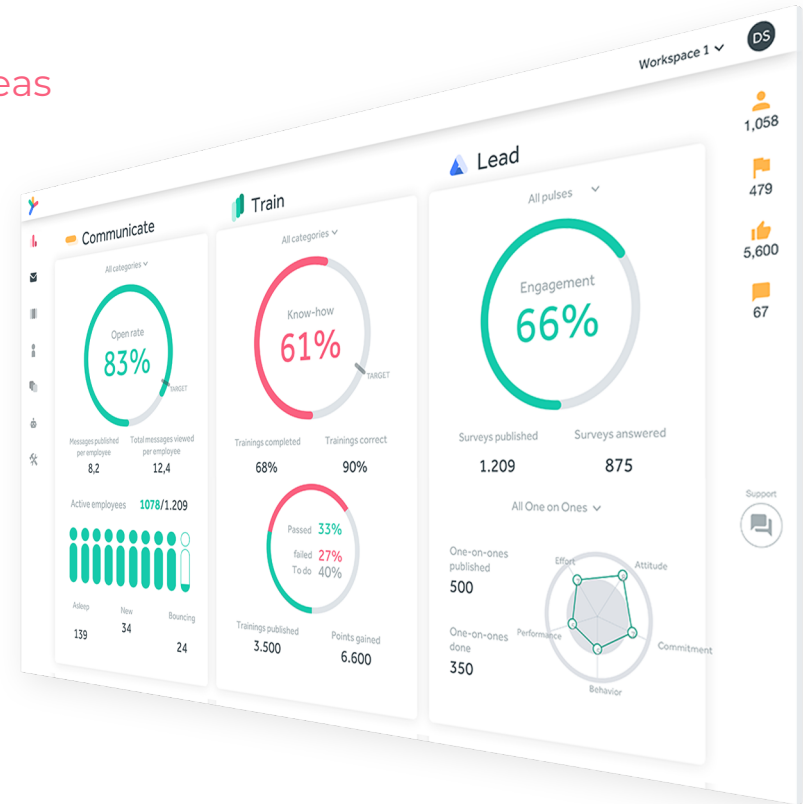 eas
Workspace 1
DS
1,058
479
5,600
67
Support
Communicate
All categories
Open rate
83%
TARGET
Messages published
per employee
8,2
Total messages viewed
per employee
12,4
Active employees 1078/1.209
Asleep
139
New
34
Bouncing
24
Train
All categories
Know-how
61%
TARGET
Trainings completed
68%
Trainings correct
90%
Passed 33%
failed 27%
To do 40%
Trainings published
3.500
Points gained
6.600
Lead
All pulses
Engagement
66%
Surveys published
1.209
Surveys answered
875
All One on Ones
One-on-ones
published
500
One-on-ones
done
350
Effort
Attitude
Performance
Commitment
Behavior